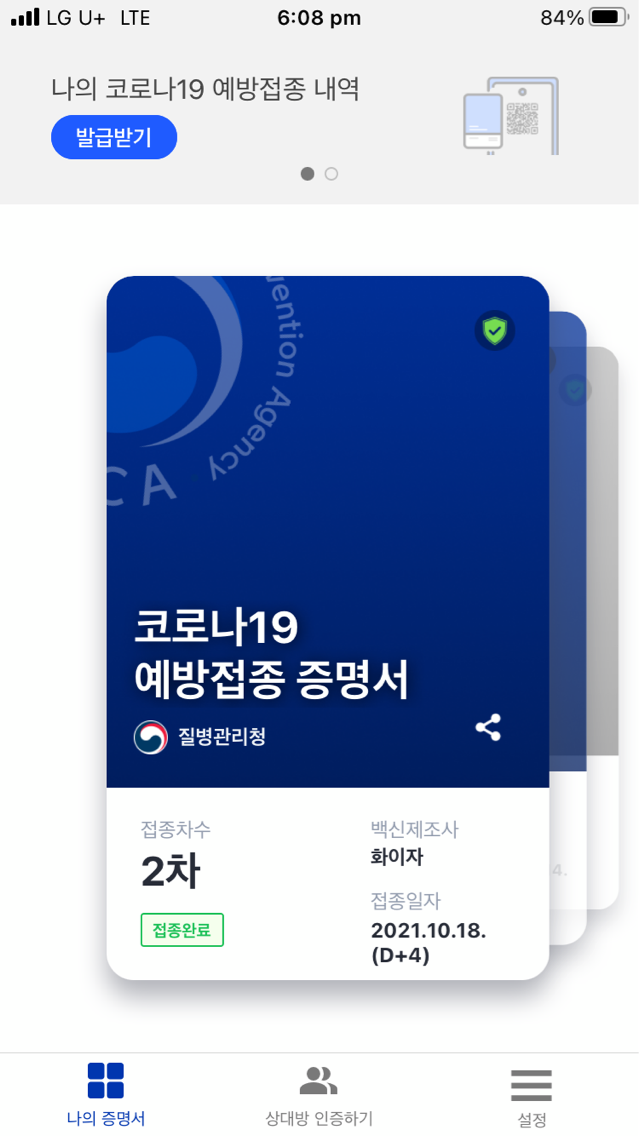 LG U+ LTE 6:08 pm 84%
나의 코로나19 예방접종 내역
발급받기
vention Agency
CA
코로나19
예방접종 증명서
질병관리청
접종차수
2차
접종완료
백신제조사
화이자
접종일자
2021.10.18.
(D+4)
4.
나의 증명서
상대방 인증하기
설정